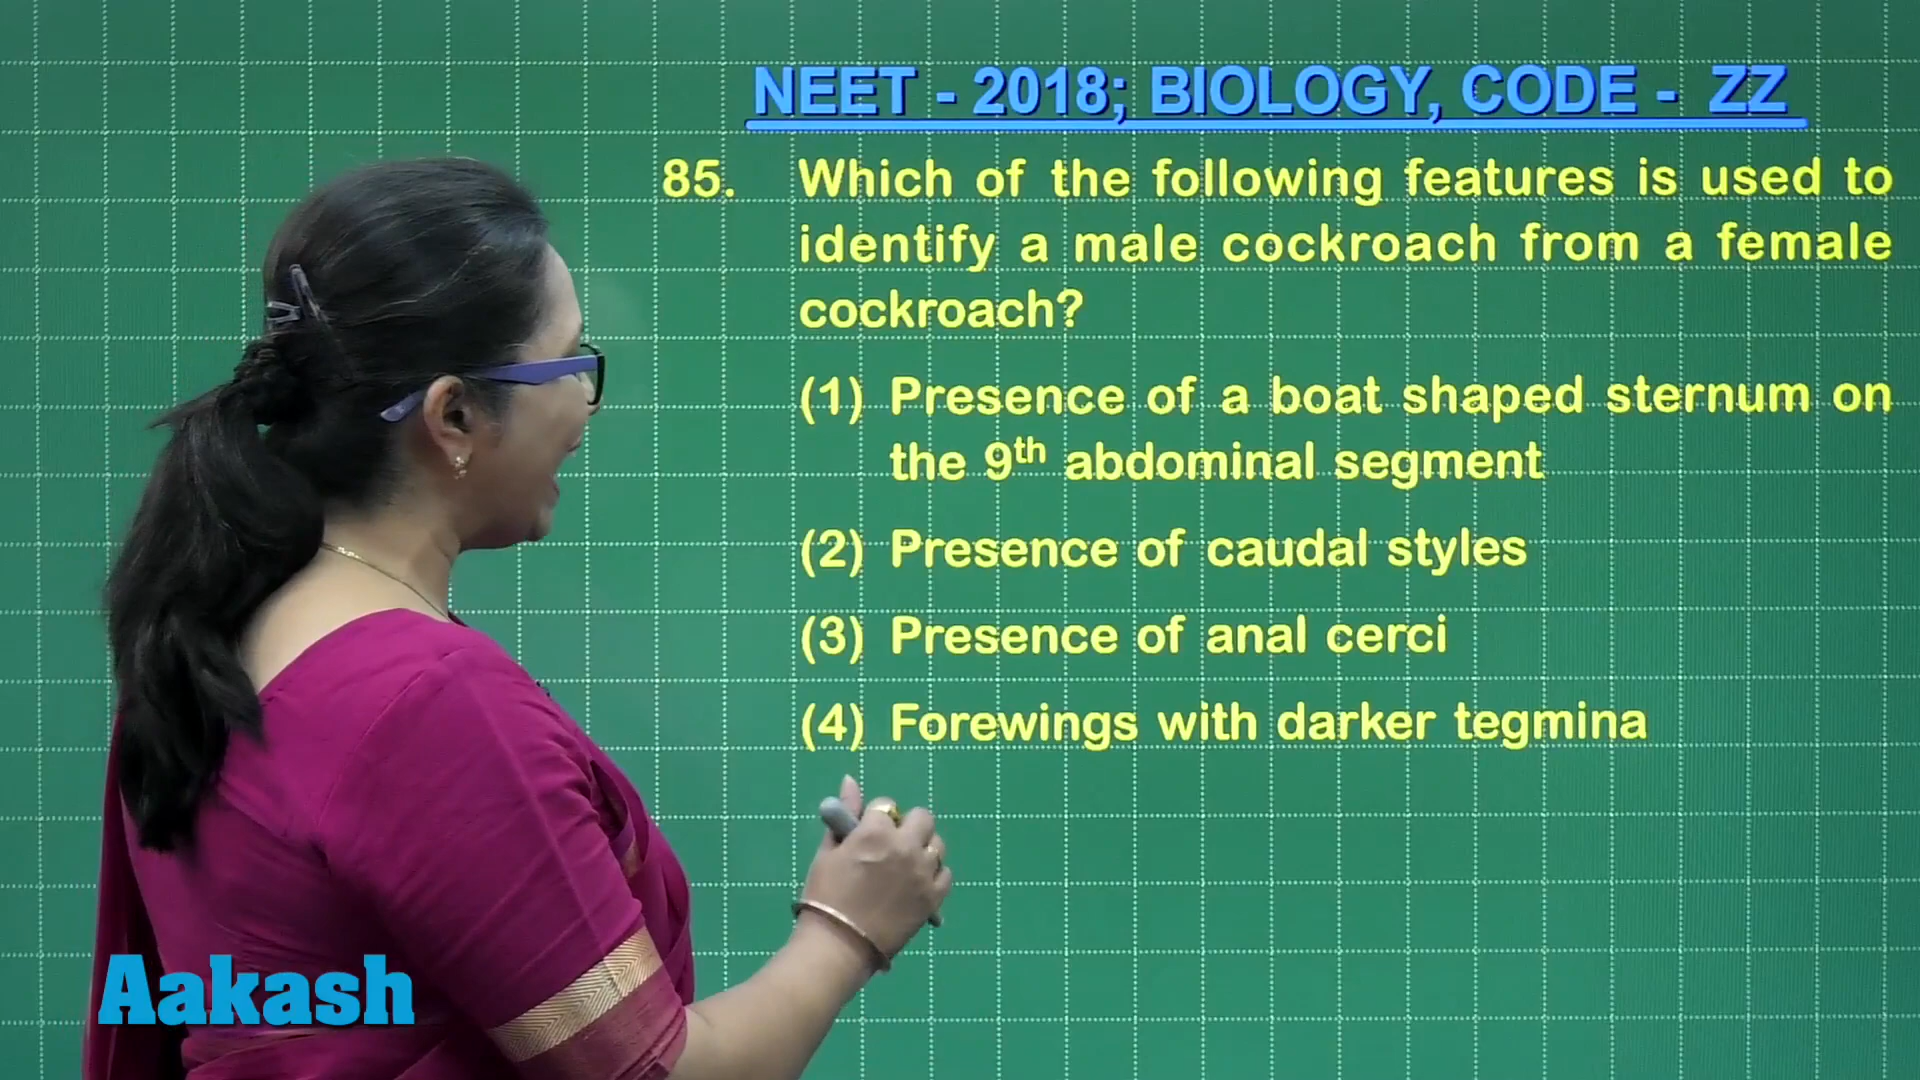 NEET - 2018; BIOLOGY, CODE - ZZ
85. Which of the following features is used to
identify a male cockroach from a female
cockroach?
(1) Presence of a boat shaped sternum on
the 9th abdominal segment
(2) Presence of caudal styles
(3) Presence of anal cerci
(4) Forewings with darker tegmina
Aakash